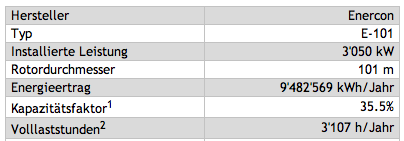 Hersteller Enercon
Typ E-101
Installierte Leistung 3'050 kW
Rotordurchmesser 101 m
Energieertrag 9'482'569 kWh/Jahr
Kapazitätsfaktor¹ 35.5%
Volllaststunden² 3'107 h/Jahr